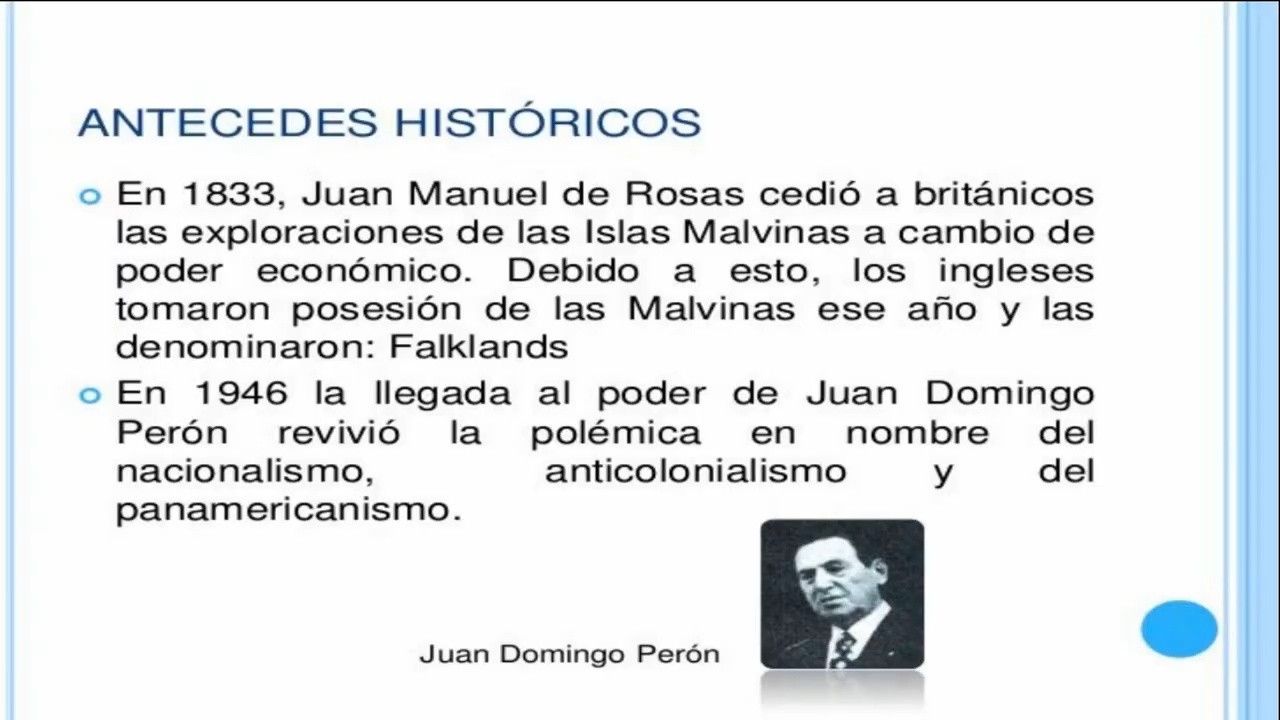 ANTECEDES HISTÓRICOS
En 1833, Juan Manuel de Rosas cedió a británicos
las exploraciones de las Islas Malvinas a cambio de
poder económico. Debido a esto, los ingleses
tomaron posesión de las Malvinas ese año y las
denominaron: Falklands
En 1946 la llegada al poder de Juan Domingo
Perón revivió la polémica en nombre del
nacionalismo, anticolonialismo y del
panamericanismo.
Juan Domingo Perón